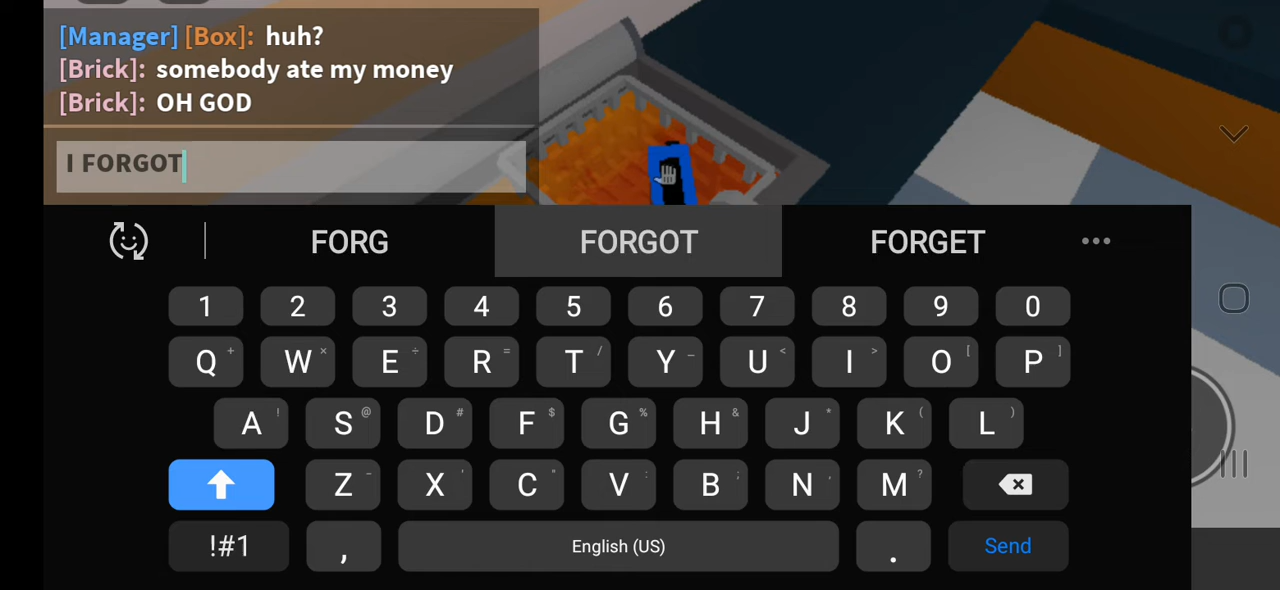 [Manager] [Box]: huh?
[Brick]: somebody ate my money
[Brick]: OH GOD
I FORGOT
FORG FORGOT FORGET
1 2 3 4 5 6 7 8 9 0
Q + W × E ÷ R = T / Y _ U < I > O [ P ]
A ! S @ D # F $ G % H & J * K ( L )
Z - X ' C " V : B ; N , M ?
!#1 , English (US) . Send